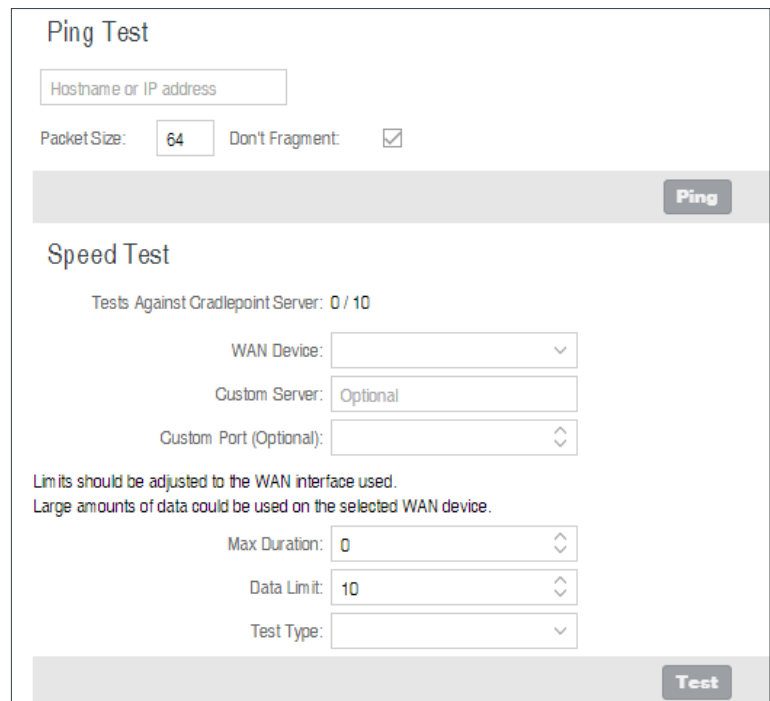 Ping Test
Hostname or IP address
Packet Size: 64 Don't Fragment:
Ping
Speed Test
Tests Against Cradlepoint Server: 0 / 10
WAN Device:
Custom Server: Optional
Custom Port (Optional):
Limits should be adjusted to the WAN interface used.
Large amounts of data could be used on the selected WAN device.
Max Duration: 0
Data Limit: 10
Test Type:
Test